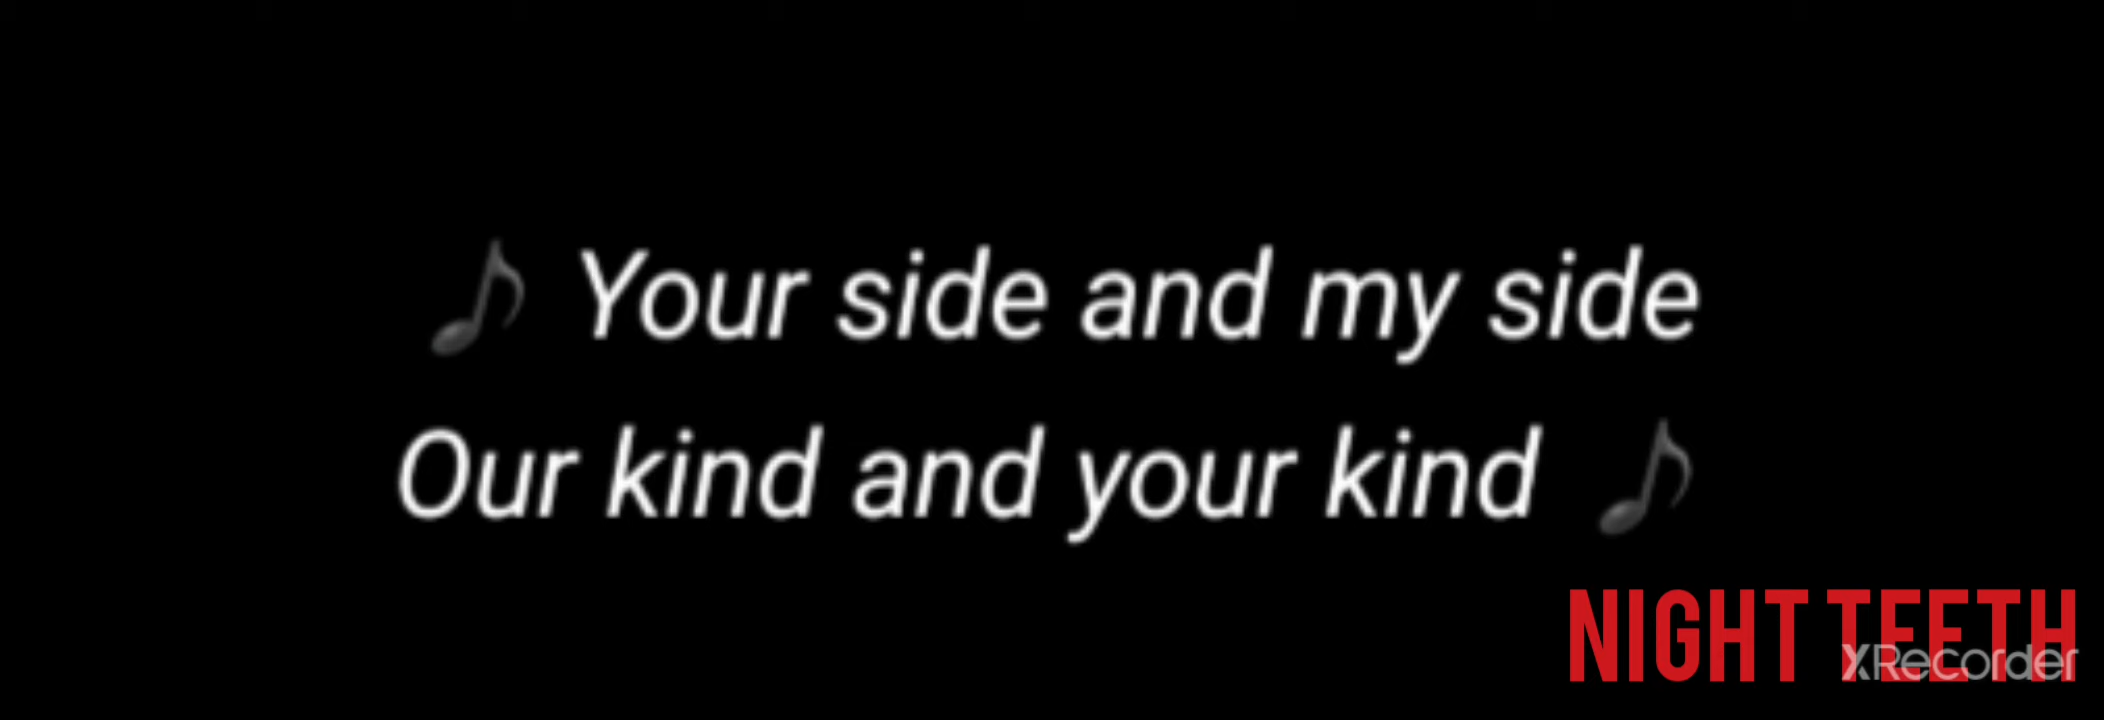 ♪ Your side and my side
Our kind and your kind ♪
NIGHT TEETH
XRecorder